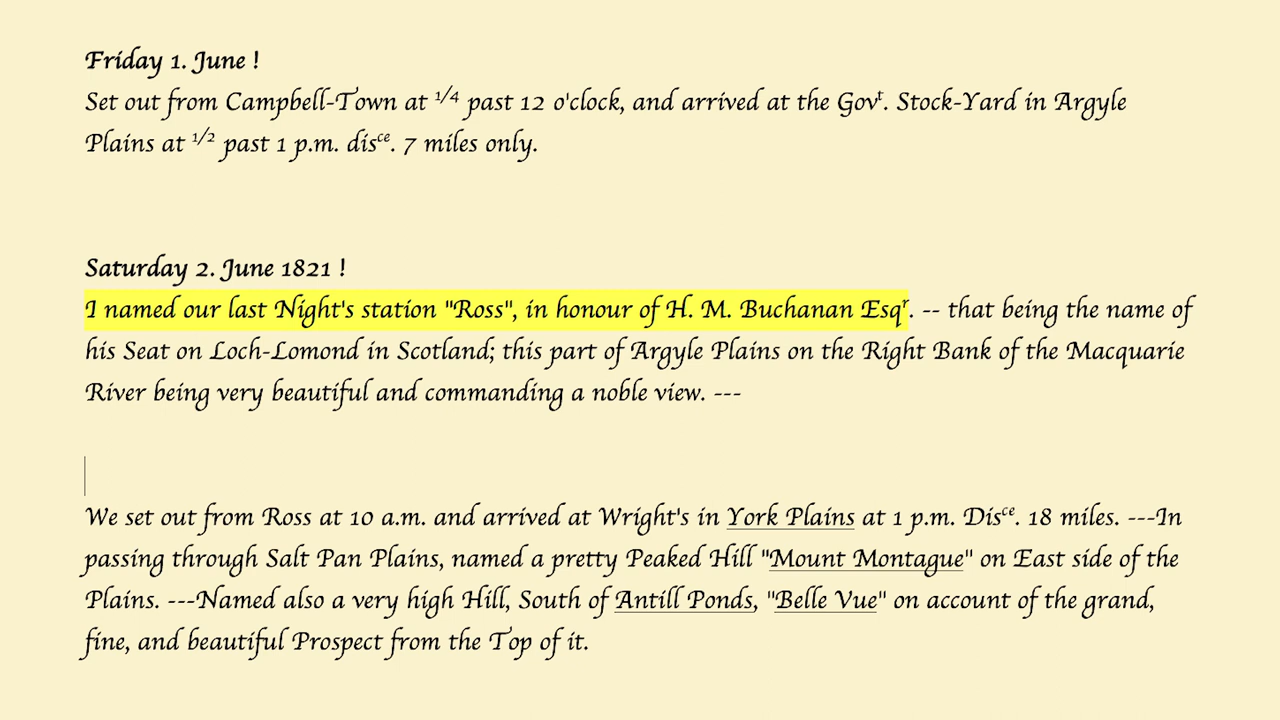 Friday 1. June !
Set out from Campbell-Town at 1/4 past 12 o'clock, and arrived at the Govt. Stock-Yard in Argyle
Plains at 1/2 past 1 p.m. disce. 7 miles only.
Saturday 2. June 1821 !
I named our last Night's station "Ross", in honour of H. M. Buchanan Esqr. -- that being the name of
his Seat on Loch-Lomond in Scotland; this part of Argyle Plains on the Right Bank of the Macquarie
River being very beautiful and commanding a noble view. ---
We set out from Ross at 10 a.m. and arrived at Wright's in York Plains at 1 p.m. Disce. 18 miles. ---In
passing through Salt Pan Plains, named a pretty Peaked Hill "Mount Montague" on East side of the
Plains. ---Named also a very high Hill, South of Antill Ponds, "Belle Vue" on account of the grand,
fine, and beautiful Prospect from the Top of it.